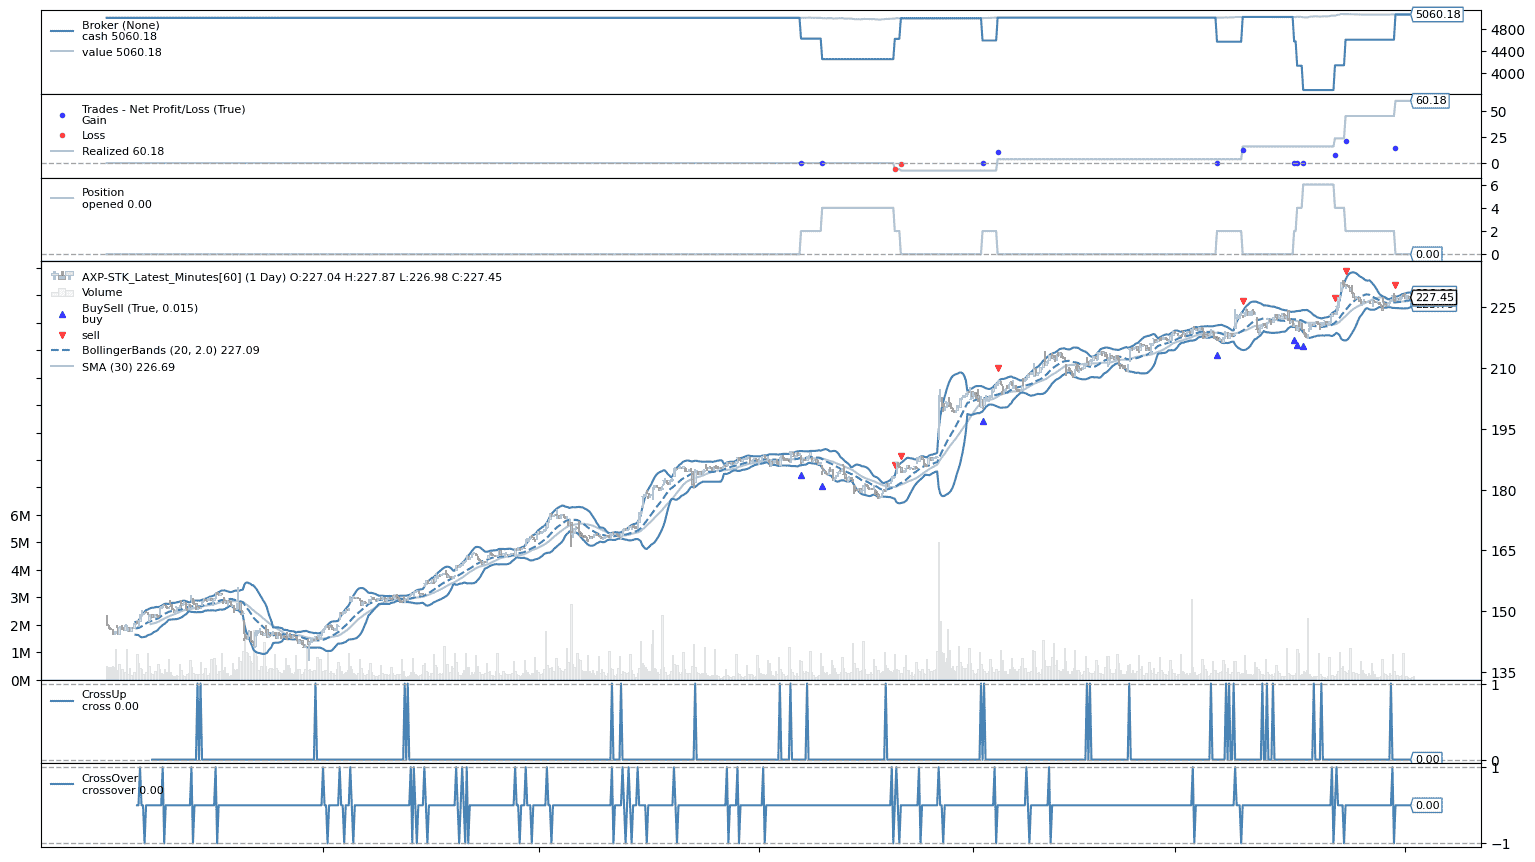 Broker (None)
cash 5060.18
value 5060.18
5060.18
4800
4400
4000
Trades - Net Profit/Loss (True)
Gain
Loss
Realized 60.18
60.18
50
25
0
Position
opened 0.00
6
4
2
0
0.00
AXP-STK_Latest_Minutes[60] (1 Day) O:227.04 H:227.87 L:226.98 C:227.45
Volume
BuySell (True, 0.015)
buy
sell
BollingerBands (20, 2.0) 227.09
SMA (30) 226.69
227.45
225
210
195
180
165
150
135
6M
5M
4M
3M
2M
1M
0M
CrossUp
cross 0.00
1
0
0.00
CrossOver
crossover 0.00
1
0.00
−1